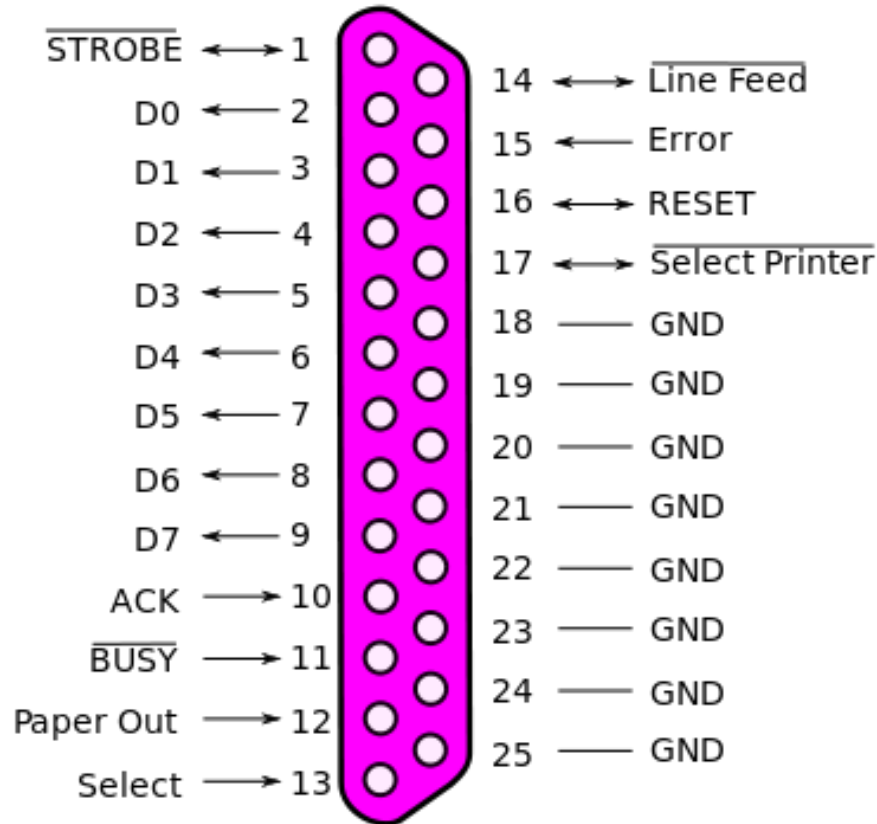 STROBE 1
D0 2
D1 3
D2 4
D3 5
D4 6
D5 7
D6 8
D7 9
ACK 10
BUSY 11
Paper Out 12
Select 13
14 Line Feed
15 Error
16 RESET
17 Select Printer
18 GND
19 GND
20 GND
21 GND
22 GND
23 GND
24 GND
25 GND